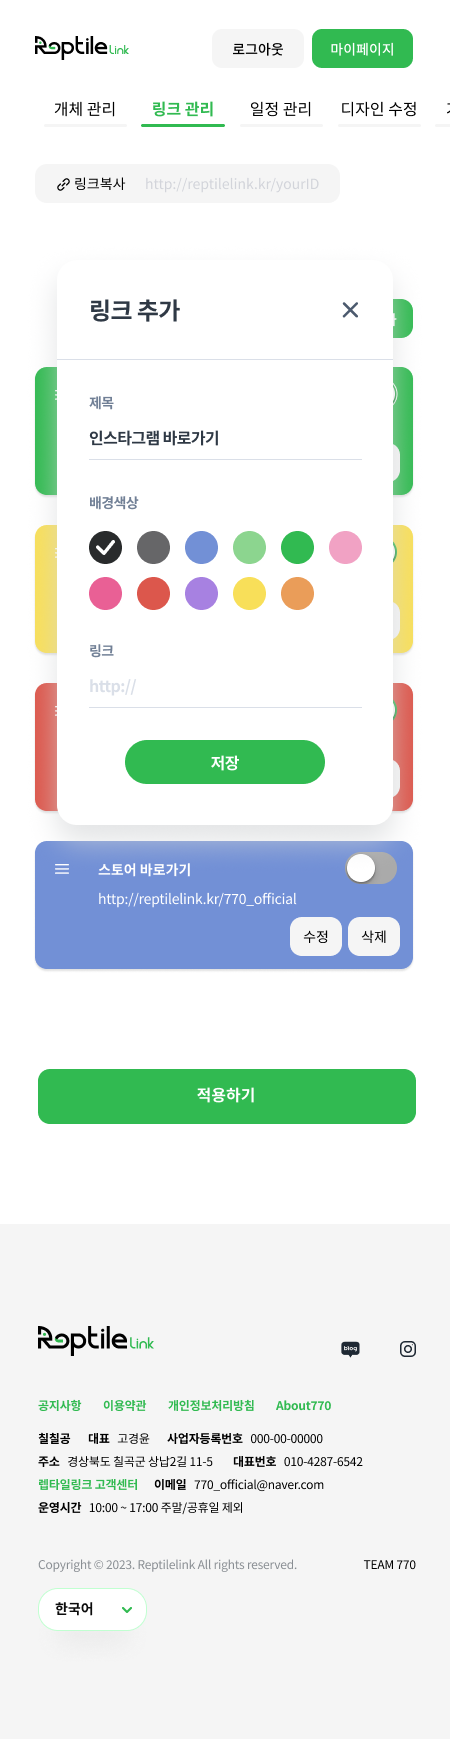 Reptile Link
로그아웃 마이페이지
개체 관리 링크 관리 일정 관리 디자인 수정
링크복사 http://reptilelink.kr/yourID
링크 추가
제목
인스타그램 바로가기
배경색상
링크
http://
저장
스토어 바로가기
http://reptilelink.kr/770_official
수정 삭제
적용하기
Reptile Link
blog
공지사항 이용약관 개인정보처리방침 About770
칠칠공 대표 고경윤 사업자등록번호 000-00-00000
주소 경상북도 칠곡군 상납2길 11-5 대표번호 010-4287-6542
렙타일링크 고객센터 이메일 770_official@naver.com
운영시간 10:00 ~ 17:00 주말/공휴일 제외
Copyright © 2023. Reptilelink All rights reserved. TEAM 770
한국어